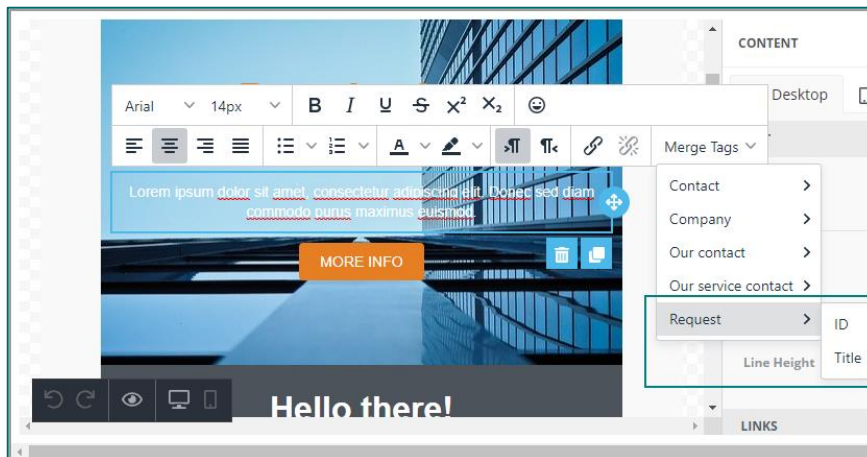 CONTENT
Desktop
Arial 14px B I U S X² X₂
A
Merge Tags
Lorem ipsum dolor sit amet, consectetur adipiscing elit. Donec sed diam
commodo purus maximus euismod.
MORE INFO
Contact
Company
Our contact
Our service contact
Request
ID
Title
Line Height
Hello there!
LINKS